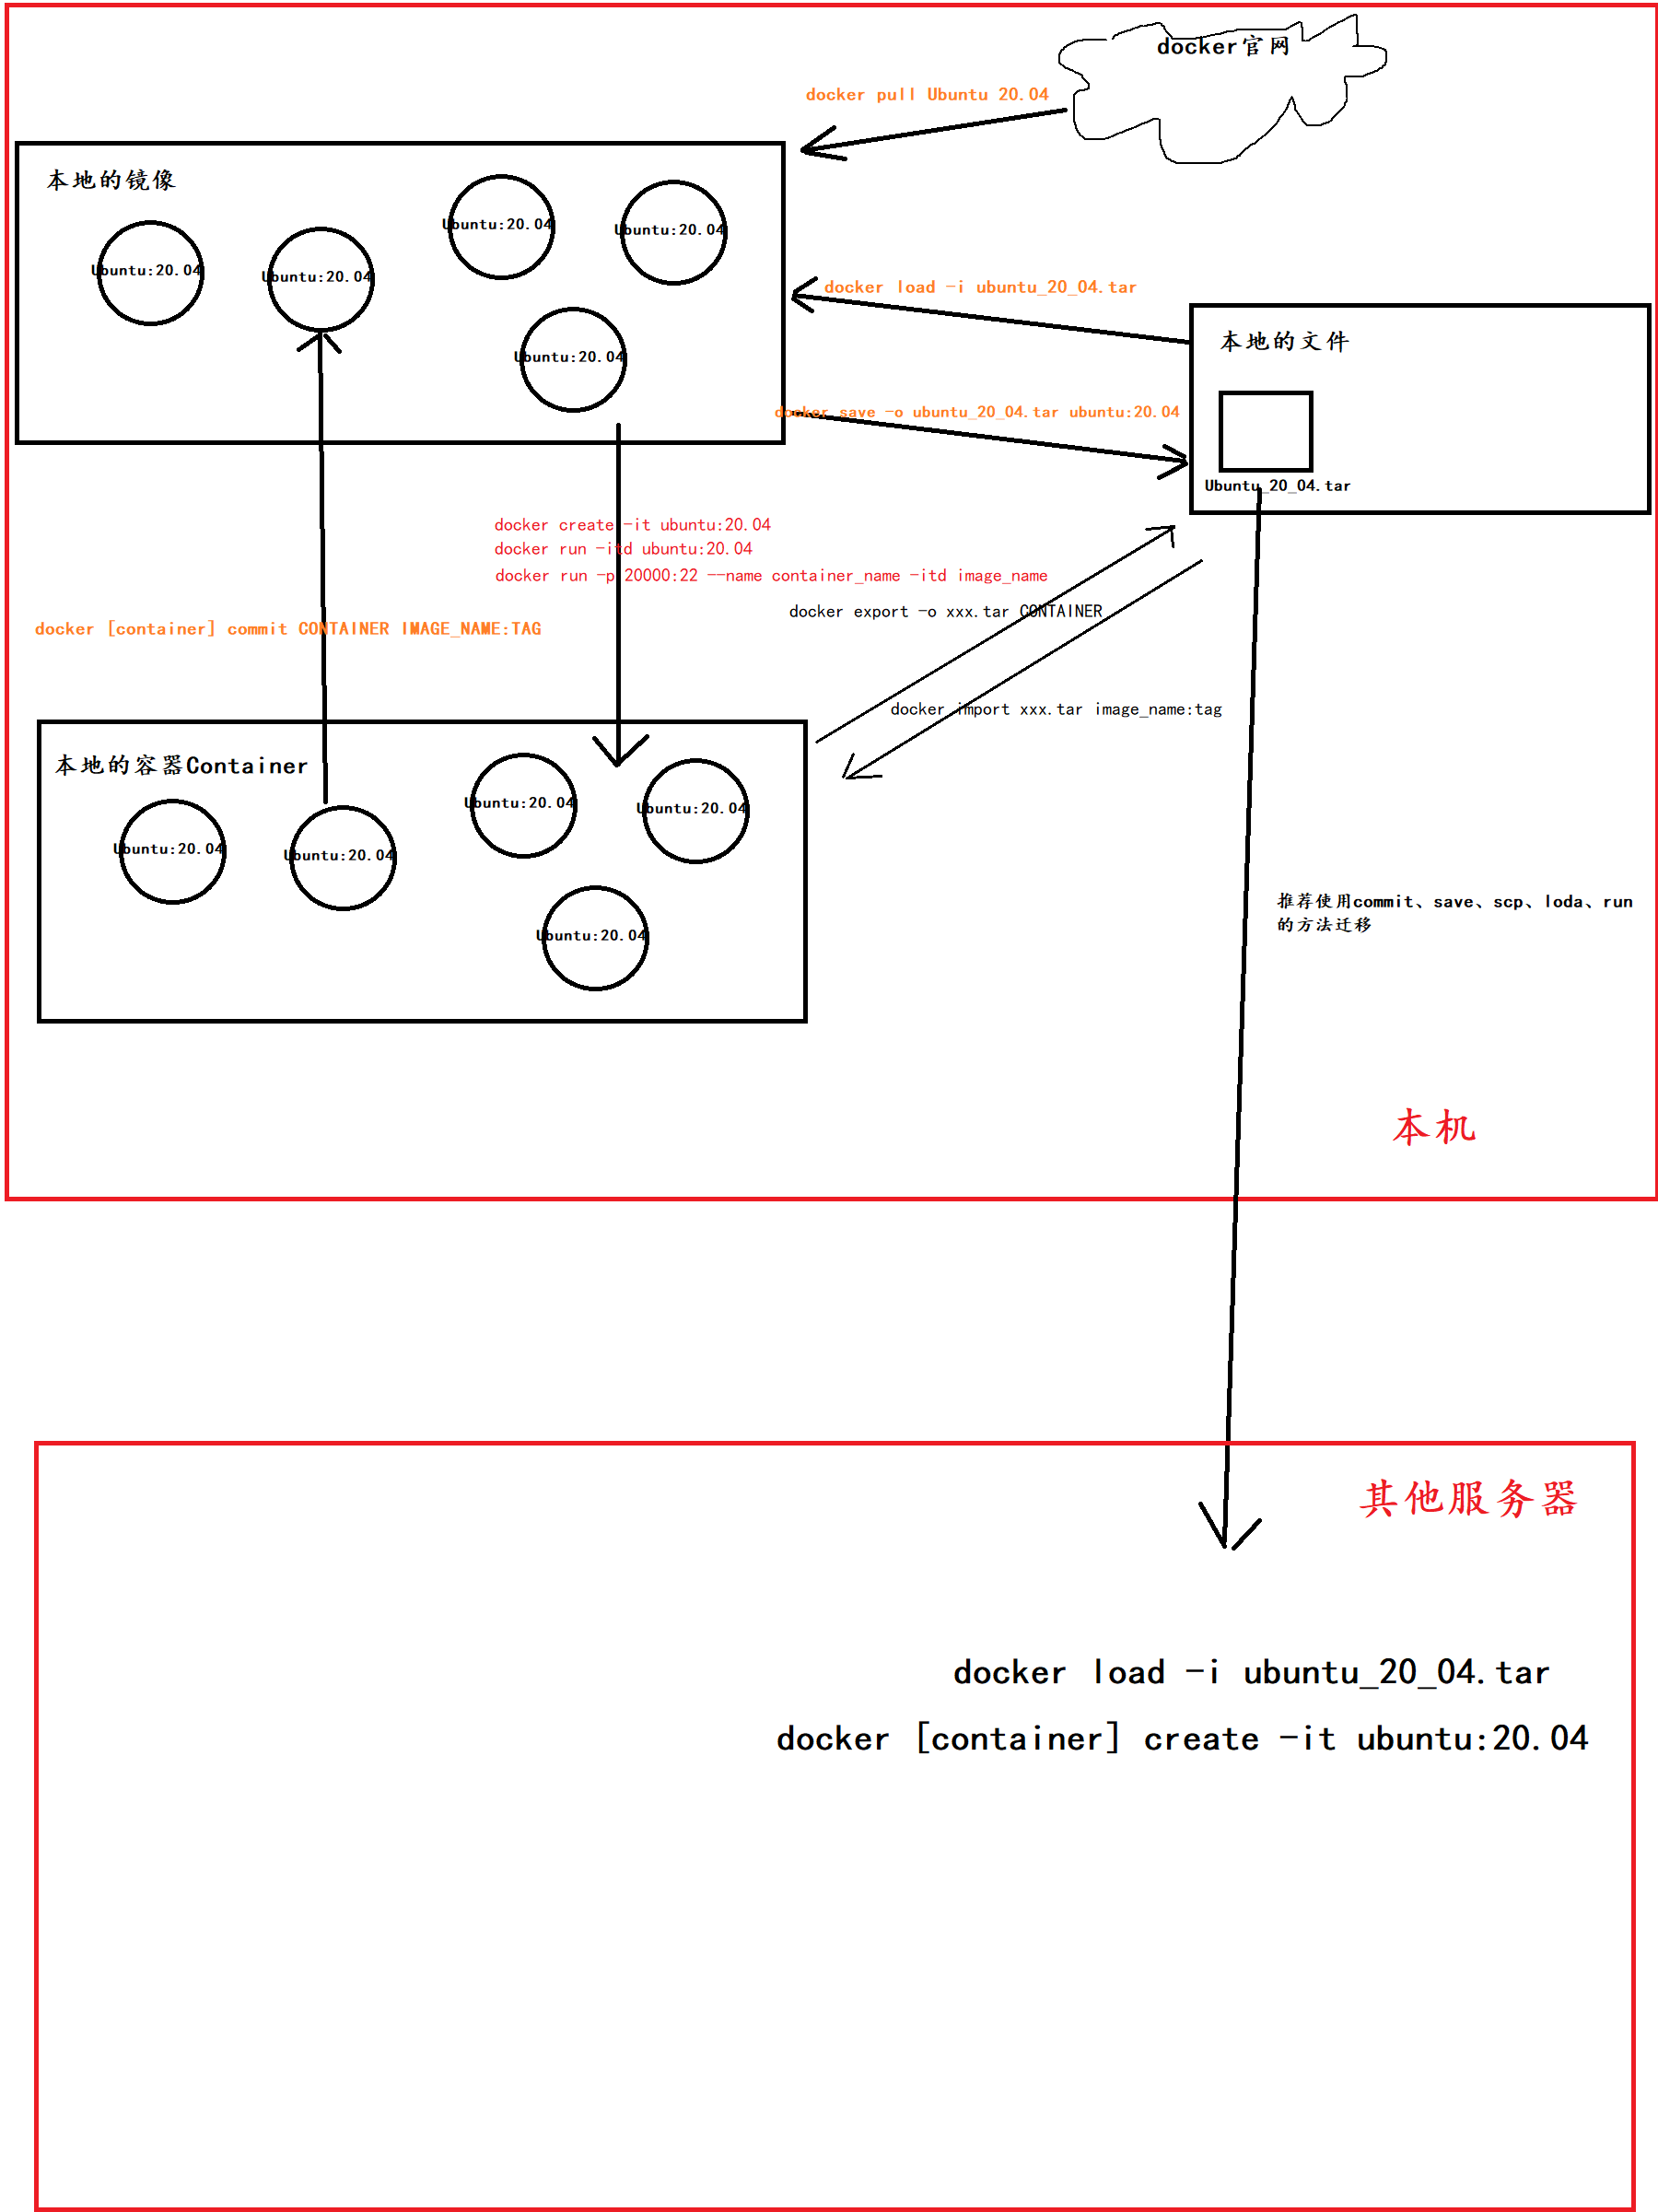 docker官网
docker pull Ubuntu 20.04
本地的镜像
Ubuntu:20.04
Ubuntu:20.04
Ubuntu:20.04
Ubuntu:20.04
Ubuntu:20.04
docker load -i ubuntu_20_04.tar
本地的文件
docker save -o ubuntu_20_04.tar ubuntu:20.04
Ubuntu_20_04.tar
docker create -it ubuntu:20.04
docker run -itd ubuntu:20.04
docker run -p 20000:22 --name container_name -itd image_name
docker export -o xxx.tar CONTAINER
docker [container] commit CONTAINER IMAGE_NAME:TAG
docker import xxx.tar image_name:tag
本地的容器Container
Ubuntu:20.04
Ubuntu:20.04
Ubuntu:20.04
Ubuntu:20.04
Ubuntu:20.04
推荐使用commit、save、scp、loda、run
的方法迁移
本机
其他服务器
docker load -i ubuntu_20_04.tar
docker [container] create -it ubuntu:20.04